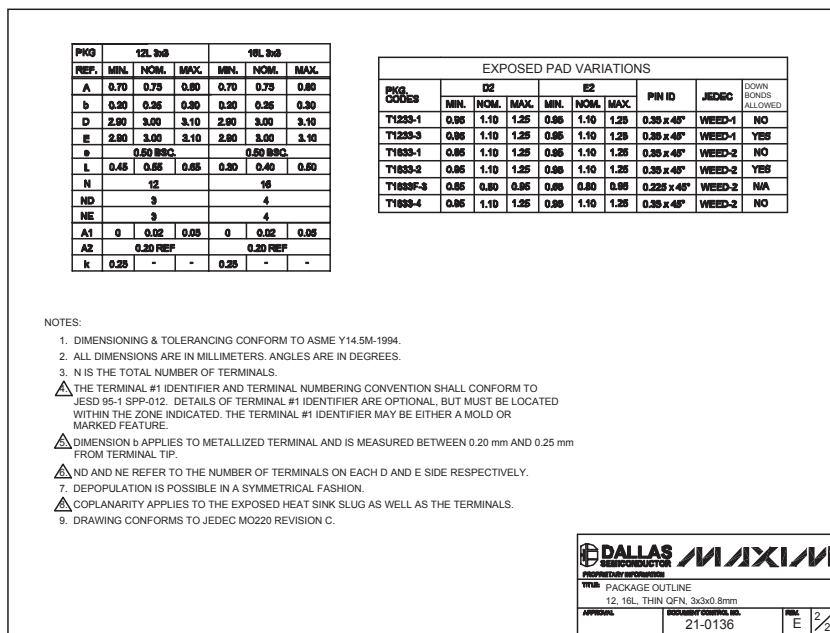 PKG 12L 3x3 16L 3x3
REF. MIN. NOM. MAX. MIN. NOM. MAX.
A 0.70 0.75 0.80 0.70 0.75 0.80
b 0.20 0.25 0.30 0.20 0.25 0.30
D 2.90 3.00 3.10 2.90 3.00 3.10
E 2.90 3.00 3.10 2.90 3.00 3.10
e 0.50 BSC. 0.50 BSC.
L 0.45 0.55 0.65 0.30 0.40 0.50
N 12 16
ND 3 4
NE 3 4
A1 0 0.02 0.05 0 0.02 0.05
A2 0.20 REF 0.20 REF
k 0.25 - - 0.25 - -
EXPOSED PAD VARIATIONS
PKG. CODES D2 E2 PIN ID JEDEC DOWN BONDS ALLOWED
MIN. NOM. MAX. MIN. NOM. MAX.
T1233-1 0.95 1.10 1.25 0.95 1.10 1.25 0.35 x 45° WEED-1 NO
T1233-3 0.95 1.10 1.25 0.95 1.10 1.25 0.35 x 45° WEED-1 YES
T1633-1 0.95 1.10 1.25 0.95 1.10 1.25 0.35 x 45° WEED-2 NO
T1633-2 0.95 1.10 1.25 0.95 1.10 1.25 0.35 x 45° WEED-2 YES
T1633F-3 0.65 0.80 0.95 0.65 0.80 0.95 0.225 x 45° WEED-2 N/A
T1633-4 0.95 1.10 1.25 0.95 1.10 1.25 0.35 x 45° WEED-2 NO
NOTES:
1. DIMENSIONING & TOLERANCING CONFORM TO ASME Y14.5M-1994.
2. ALL DIMENSIONS ARE IN MILLIMETERS. ANGLES ARE IN DEGREES.
3. N IS THE TOTAL NUMBER OF TERMINALS.
4. THE TERMINAL #1 IDENTIFIER AND TERMINAL NUMBERING CONVENTION SHALL CONFORM TO
JESD 95-1 SPP-012. DETAILS OF TERMINAL #1 IDENTIFIER ARE OPTIONAL, BUT MUST BE LOCATED
WITHIN THE ZONE INDICATED. THE TERMINAL #1 IDENTIFIER MAY BE EITHER A MOLD OR
MARKED FEATURE.
5. DIMENSION b APPLIES TO METALLIZED TERMINAL AND IS MEASURED BETWEEN 0.20 mm AND 0.25 mm
FROM TERMINAL TIP.
6. ND AND NE REFER TO THE NUMBER OF TERMINALS ON EACH D AND E SIDE RESPECTIVELY.
7. DEPOPULATION IS POSSIBLE IN A SYMMETRICAL FASHION.
8. COPLANARITY APPLIES TO THE EXPOSED HEAT SINK SLUG AS WELL AS THE TERMINALS.
9. DRAWING CONFORMS TO JEDEC MO220 REVISION C.
DALLAS SEMICONDUCTOR MAXIM
PROPRIETARY INFORMATION
TITLE: PACKAGE OUTLINE
12, 16L, THIN QFN, 3x3x0.8mm
APPROVAL DOCUMENT CONTROL NO. REV.
21-0136 E 2/2